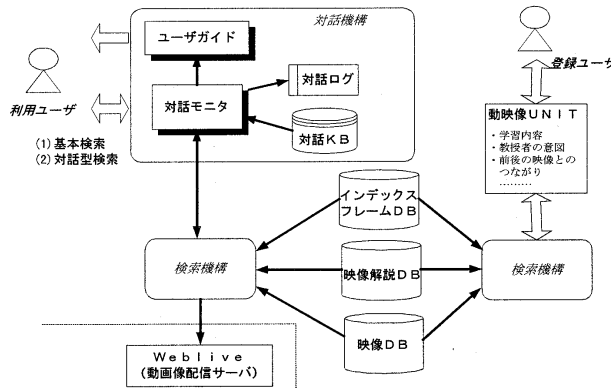 対話機構
ユーザガイド
対話ログ
対話モニタ
対話KB
利用ユーザ
(1) 基本検索
(2) 対話型検索
登録ユーザ
動映像UNIT
・学習内容
・教授者の意図
・前後の映像との
つながり
………
インデックス
フレームDB
検索機構
映像解説DB
検索機構
映像DB
Weblive
(動画像配信サーバ)